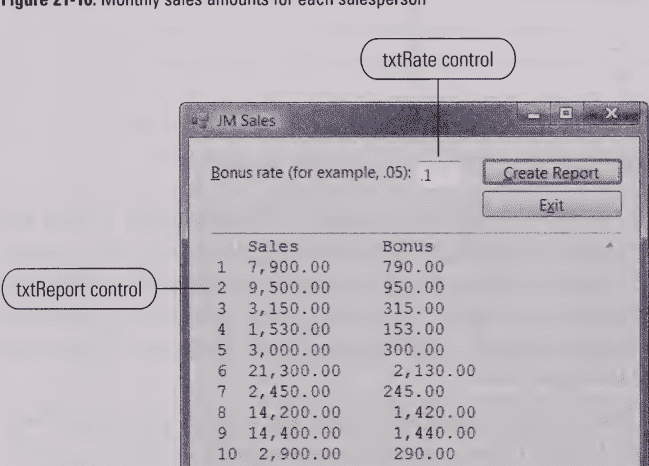 Figure 21-16: Monthly sales amounts for each salesperson
txtRate control
JM Sales
Bonus rate (for example, .05): .1
Create Report
Exit
Sales Bonus
1 7,900.00 790.00
txtReport control
2 9,500.00 950.00
3 3,150.00 315.00
4 1,530.00 153.00
5 3,000.00 300.00
6 21,300.00 2,130.00
7 2,450.00 245.00
8 14,200.00 1,420.00
9 14,400.00 1,440.00
10 2,900.00 290.00